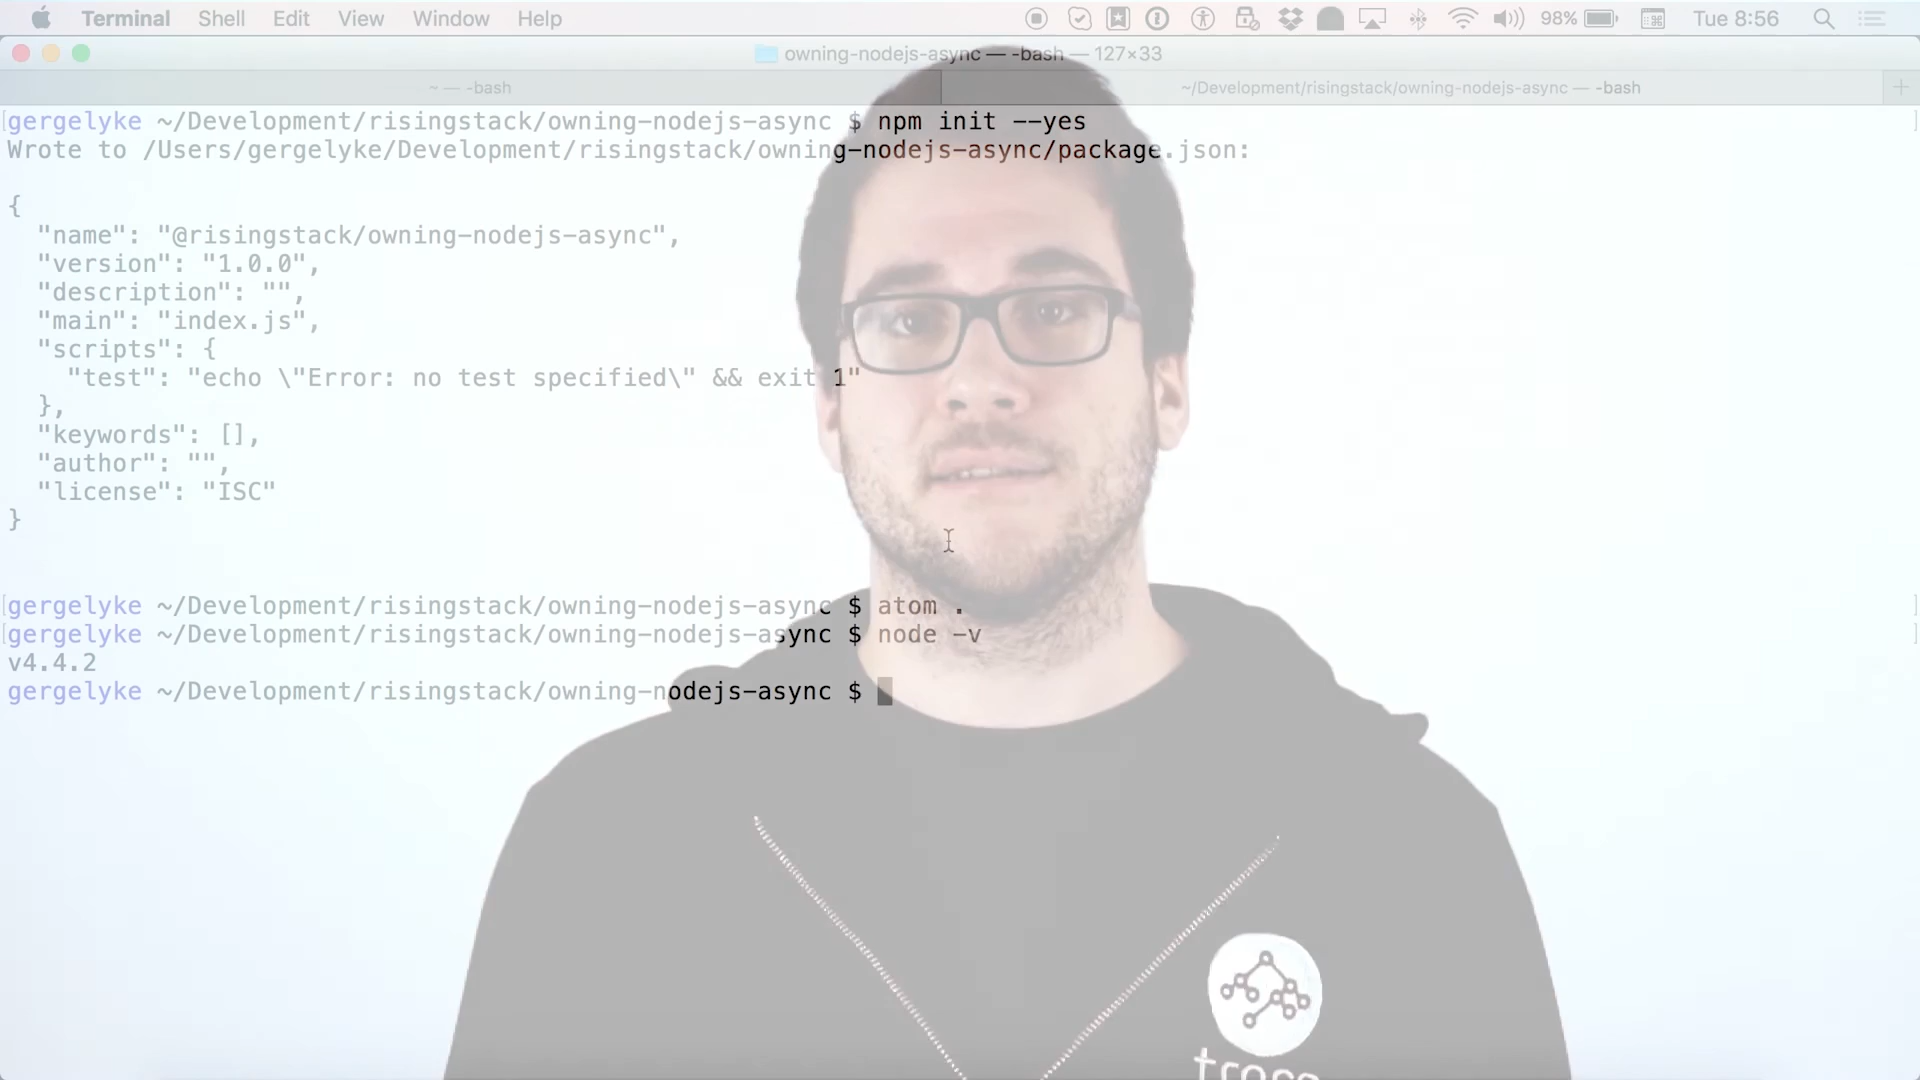 Terminal Shell Edit View Window Help 98% Tue 8:56
owning-nodejs-async — -bash — 127×33
~ — -bash
~/Development/risingstack/owning-nodejs-async — -bash
gergelyke ~/Development/risingstack/owning-nodejs-async $ npm init --yes
Wrote to /Users/gergelyke/Development/risingstack/owning-nodejs-async/package.json:
{
"name": "@risingstack/owning-nodejs-async",
"version": "1.0.0",
"description": "",
"main": "index.js",
"scripts": {
"test": "echo \"Error: no test specified\" && exit 1"
},
"keywords": [],
"author": "",
"license": "ISC"
}
gergelyke ~/Development/risingstack/owning-nodejs-async $ atom .
gergelyke ~/Development/risingstack/owning-nodejs-async $ node -v
v4.4.2
gergelyke ~/Development/risingstack/owning-nodejs-async $